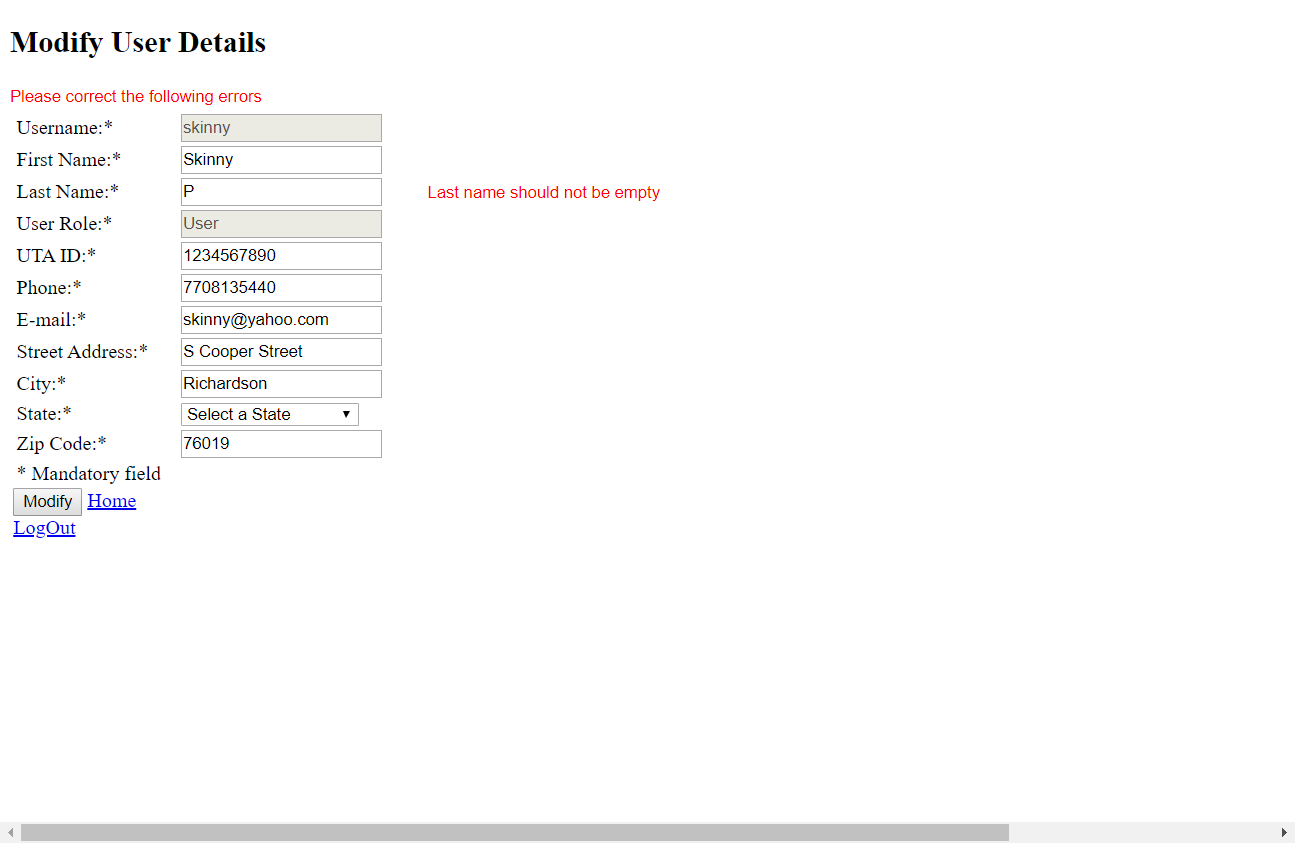 Modify User Details
Please correct the following errors
Username:* skinny
First Name:* Skinny
Last Name:* P Last name should not be empty
User Role:* User
UTA ID:* 1234567890
Phone:* 7708135440
E-mail:* skinny@yahoo.com
Street Address:* S Cooper Street
City:* Richardson
State:* Select a State
Zip Code:* 76019
* Mandatory field
Modify Home
LogOut